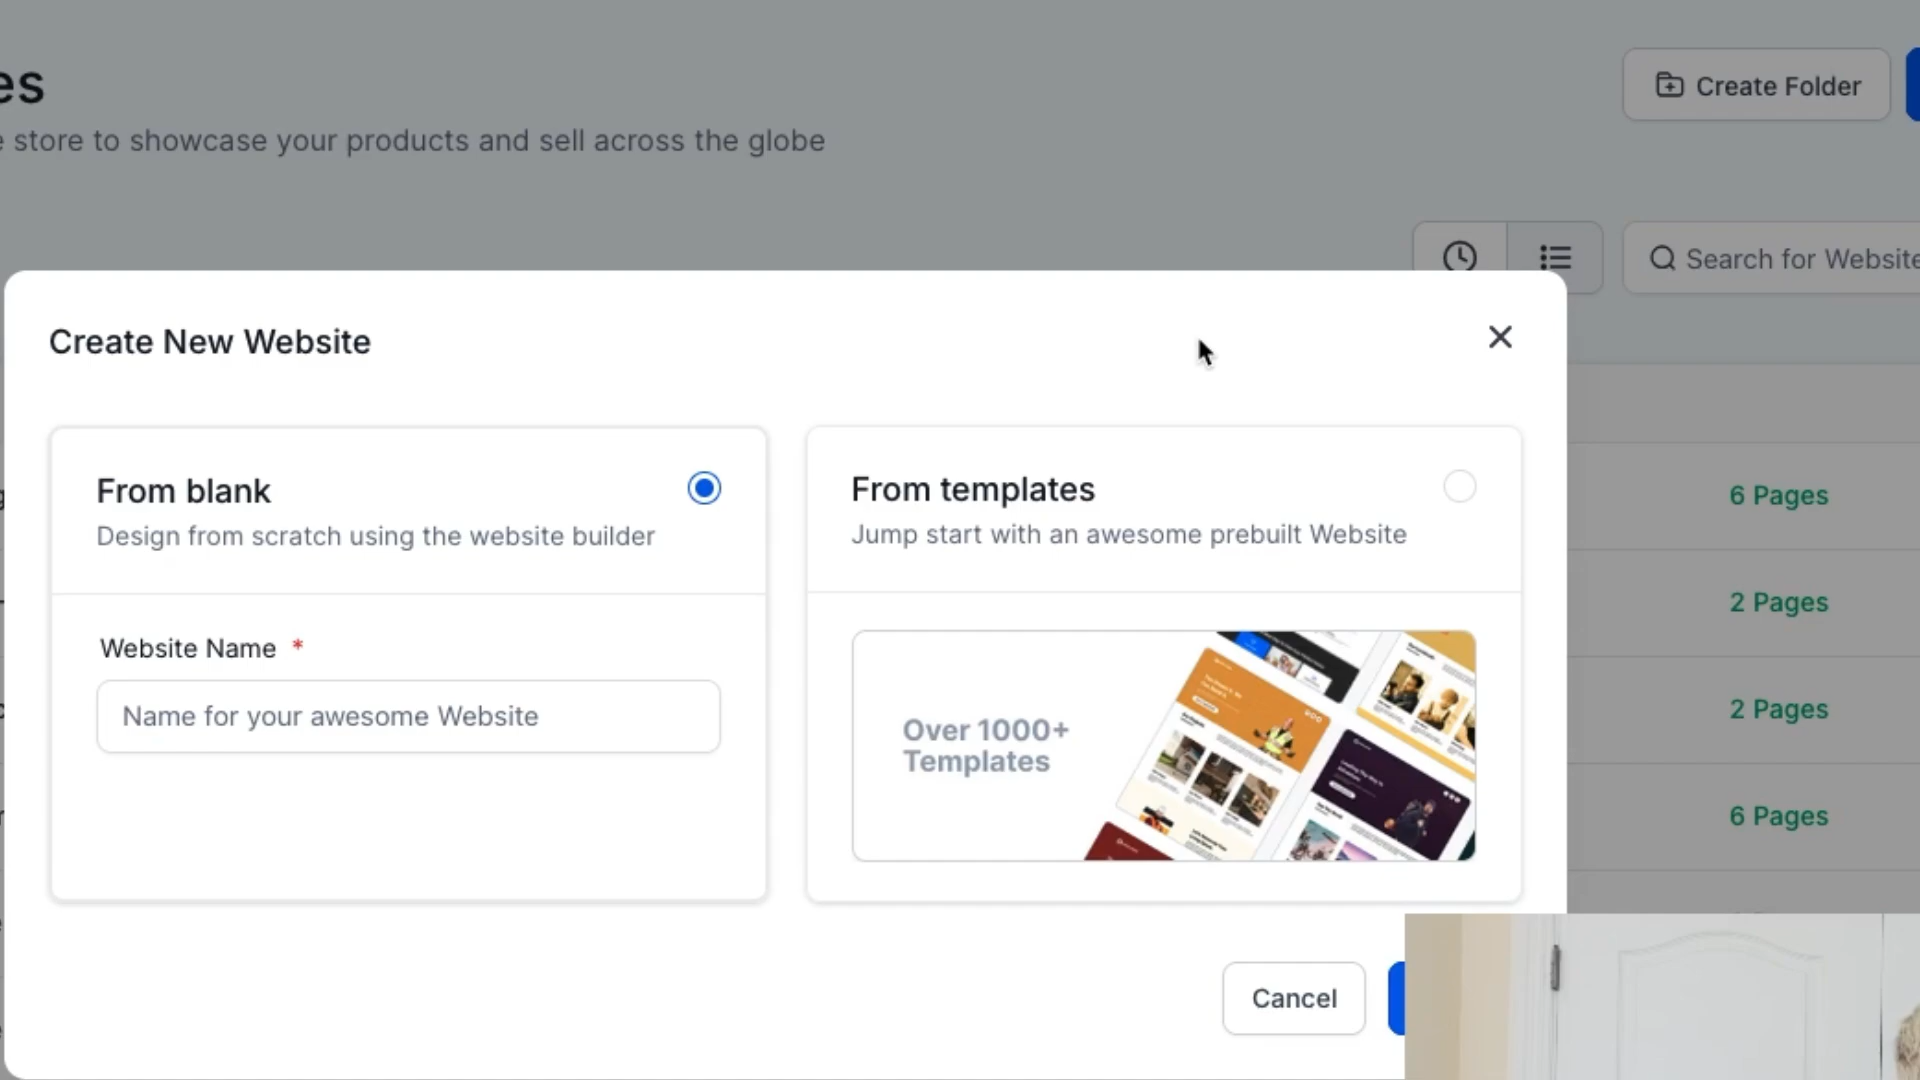 es
store to showcase your products and sell across the globe
Create Folder
Search for Website
Create New Website
From blank
Design from scratch using the website builder
Website Name *
Name for your awesome Website
From templates
Jump start with an awesome prebuilt Website
Over 1000+
Templates
6 Pages
2 Pages
2 Pages
6 Pages
Cancel